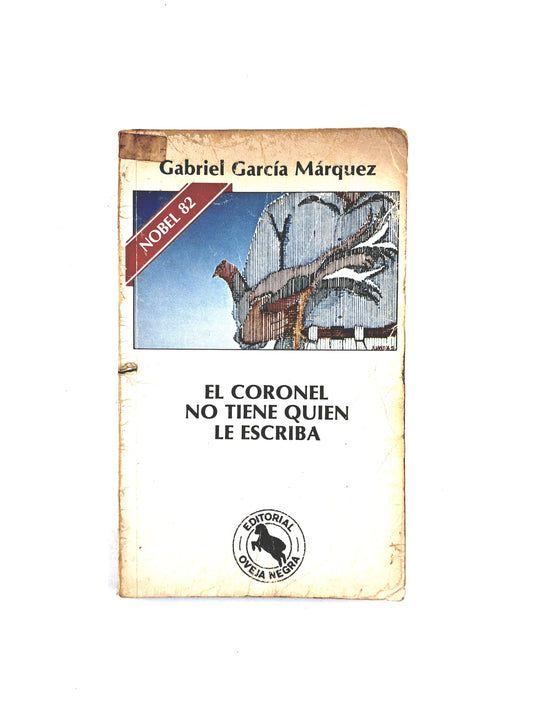 Gabriel García Márquez
NOBEL 82
EL CORONEL
NO TIENE QUIEN
LE ESCRIBA
EDITORIAL
OVEJA NEGRA